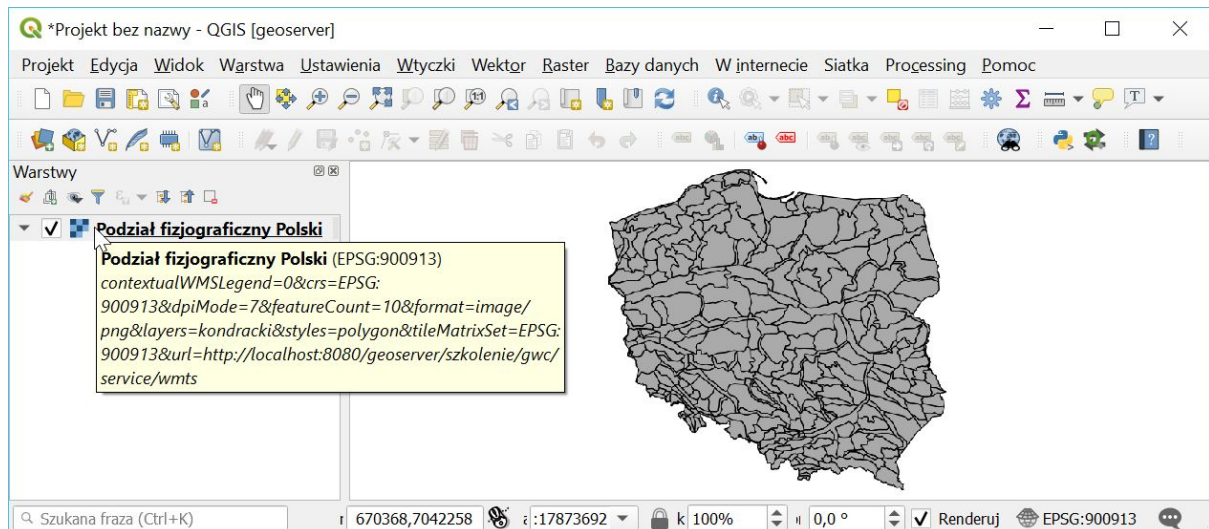 *Projekt bez nazwy - QGIS [geoserver]
Projekt Edycja Widok Warstwa Ustawienia Wtyczki Wektor Raster Bazy danych W internecie Siatka Processing Pomoc
Warstwy
Podział fizjograficzny Polski
Podział fizjograficzny Polski (EPSG:900913)
contextualWMSLegend=0&crs=EPSG:
900913&dpiMode=7&featureCount=10&format=image/
png&layers=kondracki&styles=polygon&tileMatrixSet=EPSG:
900913&url=http://localhost:8080/geoserver/szkolenie/gwc/
service/wmts
Szukana fraza (Ctrl+K) 670368,7042258 :17873692 k 100% 0,0 ° Renderuj EPSG:900913